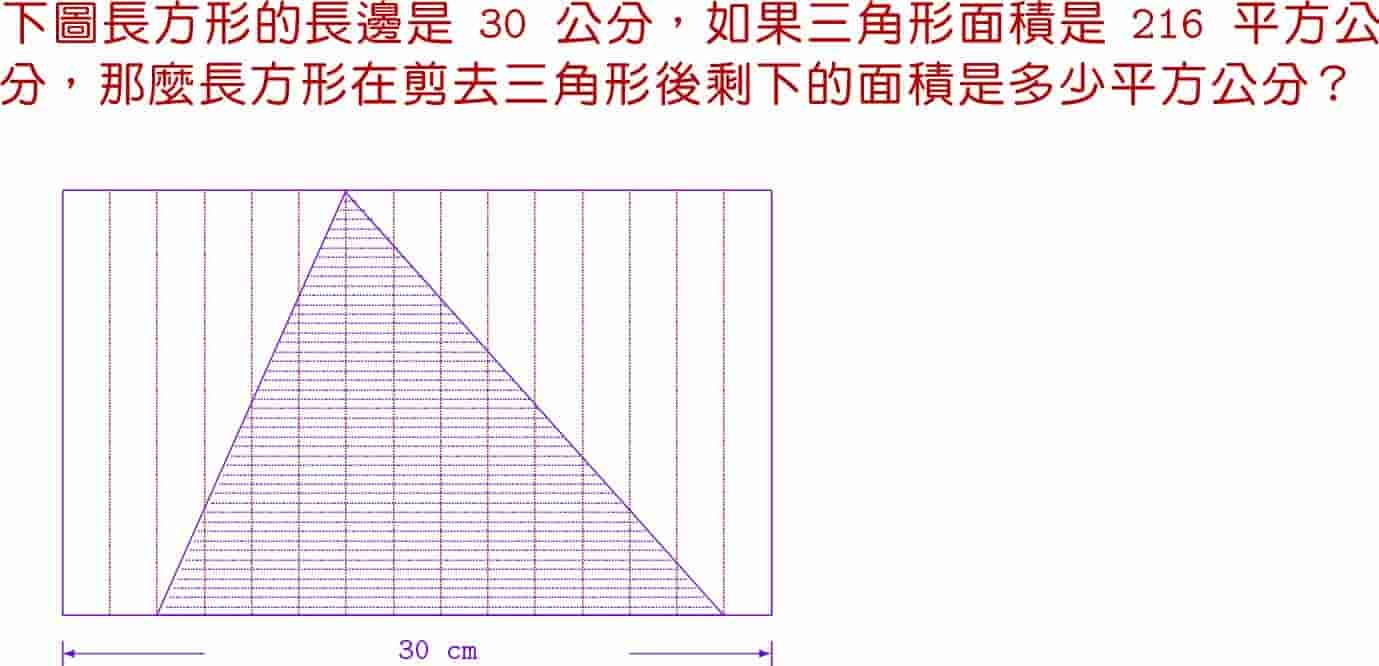 下圖長方形的長邊是 30 公分，如果三角形面積是 216 平方公
分，那麼長方形在剪去三角形後剩下的面積是多少平方公分？
30 cm